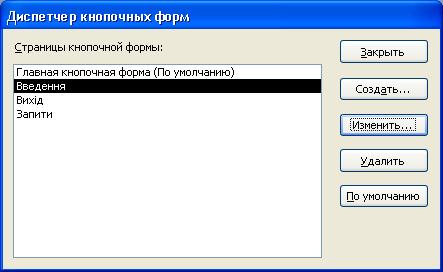 Диспетчер кнопочных форм
Страницы кнопочной формы:
Главная кнопочная форма (По умолчанию)
Введення
Вихід
Запити
Закрыть
Создать...
Изменить...
Удалить
По умолчанию